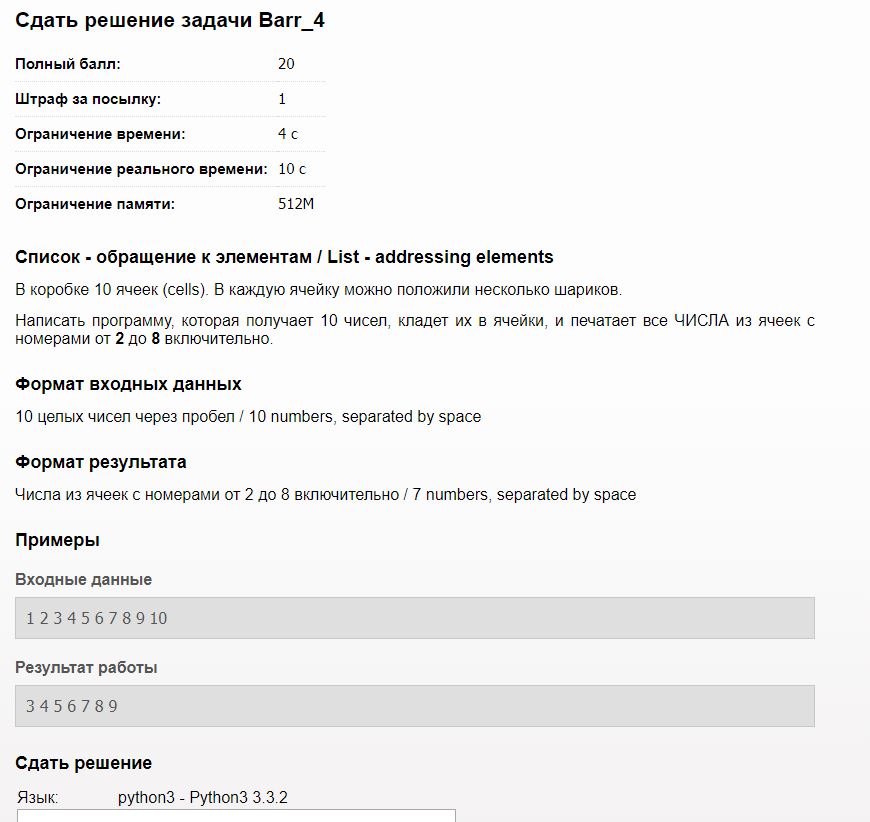 Сдать решение задачи Barr_4
Полный балл: 20
Штраф за посылку: 1
Ограничение времени: 4 с
Ограничение реального времени: 10 с
Ограничение памяти: 512M
Список - обращение к элементам / List - addressing elements
В коробке 10 ячеек (cells). В каждую ячейку можно положили несколько шариков.
Написать программу, которая получает 10 чисел, кладет их в ячейки, и печатает все ЧИСЛА из ячеек с
номерами от 2 до 8 включительно.
Формат входных данных
10 целых чисел через пробел / 10 numbers, separated by space
Формат результата
Числа из ячеек с номерами от 2 до 8 включительно / 7 numbers, separated by space
Примеры
Входные данные
1 2 3 4 5 6 7 8 9 10
Результат работы
3 4 5 6 7 8 9
Сдать решение
Язык: python3 - Python3 3.3.2